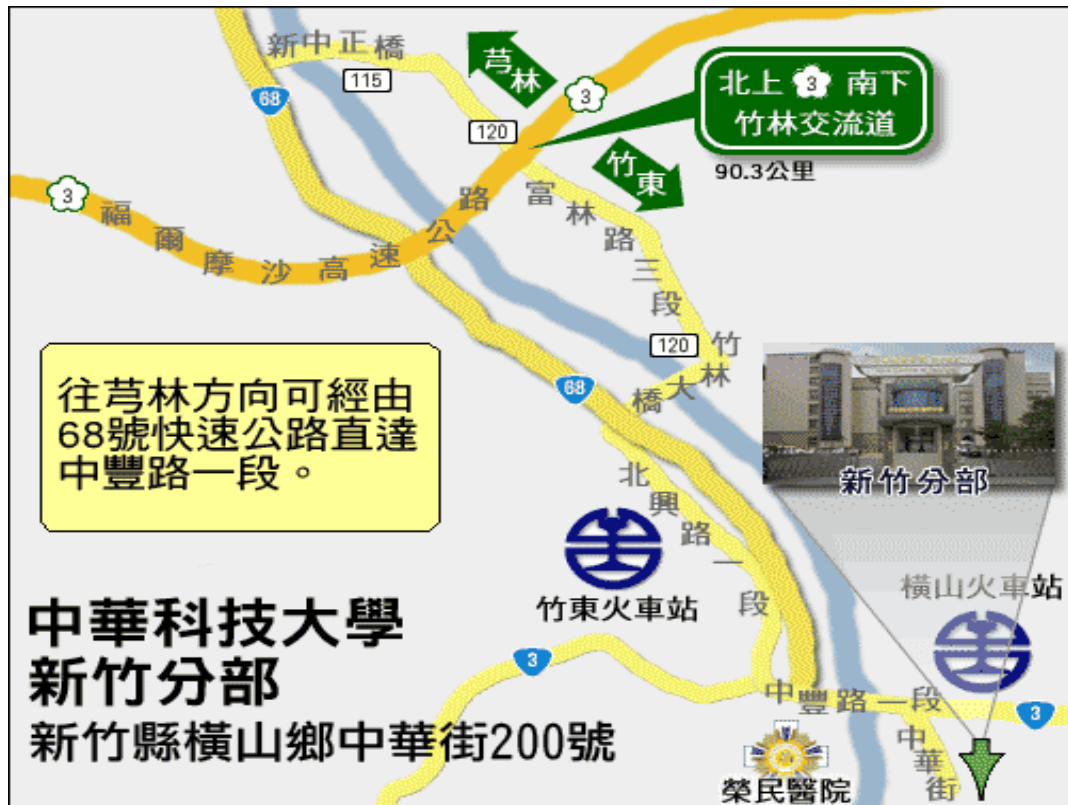 新中正橋
115
68
芎林
3
北上 3 南下
竹林交流道
90.3公里
120
竹東
3
福爾摩沙高速公路
富林路三段
120
竹林大橋
68
往芎林方向可經由
68號快速公路直達
中豐路一段。
北興路一段
新竹分部
竹東火車站
橫山火車站
中華科技大學
新竹分部
新竹縣橫山鄉中華街200號
3
中豐路一段
3
中華街
榮民醫院